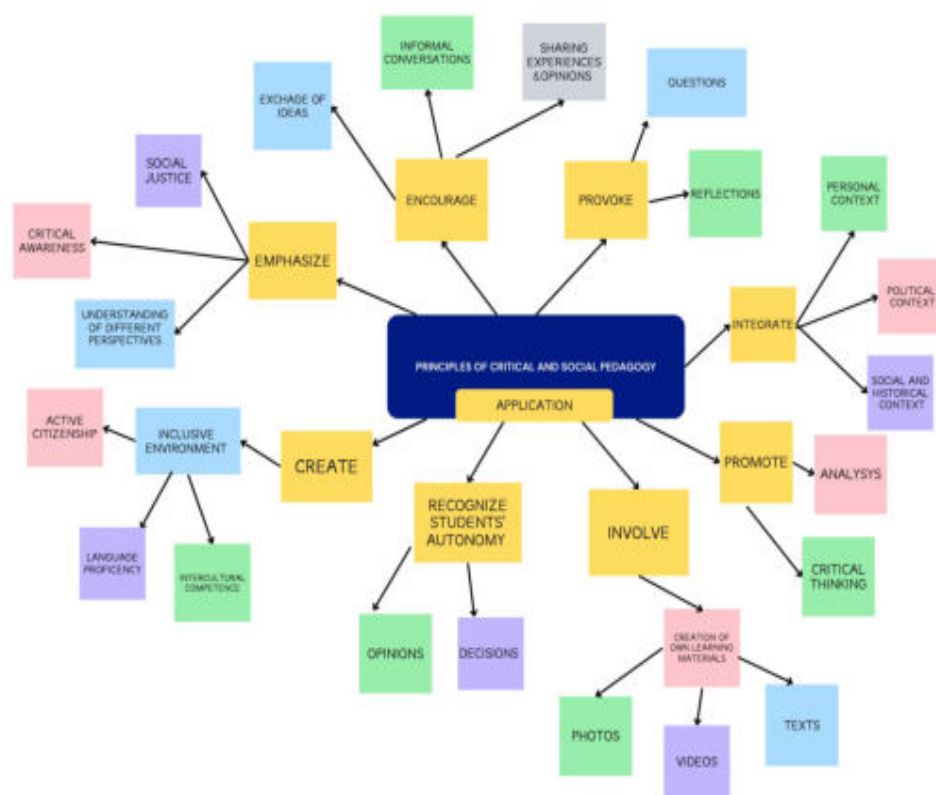 INFORMAL
CONVERSATIONS
SHARING
EXPERIENCES
&OPINIONS
EXCHAGE OF
IDEAS
QUESTIONS
SOCIAL
JUSTICE
ENCOURAGE
PROVOKE
REFLECTIONS
PERSONAL
CONTEXT
CRITICAL
AWARENESS
EMPHASIZE
POLITICAL
CONTEXT
UNDERSTANDING
OF DIFFERENT
PERSPECTIVES
INTEGRATE
PRINCIPLES OF CRITICAL AND SOCIAL PEDAGOGY
APPLICATION
SOCIAL AND
HISTORICAL
CONTEXT
ACTIVE
CITIZENSHIP
INCLUSIVE
ENVIRONMENT
CREATE
RECOGNIZE
STUDENTS'
AUTONOMY
INVOLVE
PROMOTE
ANALYSYS
LANGUAGE
PROFICENCY
INTERCULTURAL
COMPETENCE
CRITICAL
THINKING
OPINIONS
DECISIONS
CREATION OF
OWN LEARNING
MATERIALS
PHOTOS
VIDEOS
TEXTS